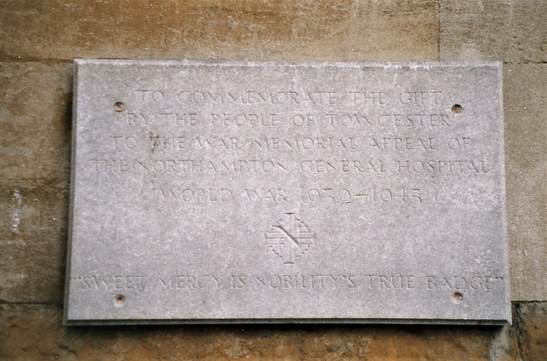 TO COMMEMORATE THE GIFT
BY THE PEOPLE OF TOWCESTER
TO THE WAR MEMORIAL APPEAL OF
THE NORTHAMPTON GENERAL HOSPITAL
WORLD WAR 1939-1945
N
"SWEET MERCY IS NOBILITY'S TRUE BADGE"